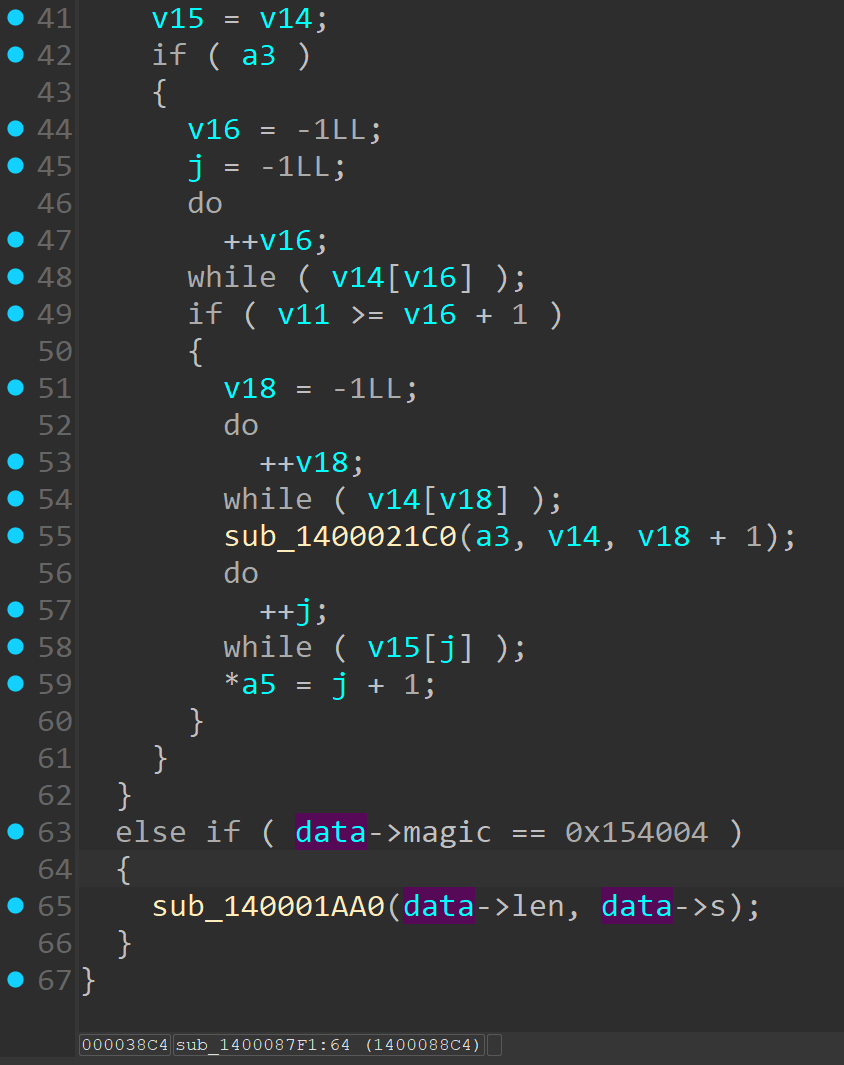 41 v15 = v14;
42 if ( a3 )
43 {
44 v16 = -1LL;
45 j = -1LL;
46 do
47 ++v16;
48 while ( v14[v16] );
49 if ( v11 >= v16 + 1 )
50 {
51 v18 = -1LL;
52 do
53 ++v18;
54 while ( v14[v18] );
55 sub_1400021C0(a3, v14, v18 + 1);
56 do
57 ++j;
58 while ( v15[j] );
59 *a5 = j + 1;
60 }
61 }
62 }
63 else if ( data->magic == 0x154004 )
64 {
65 sub_140001AA0(data->len, data->s);
66 }
67 }
000038C4 sub_1400087F1:64 (1400088C4)